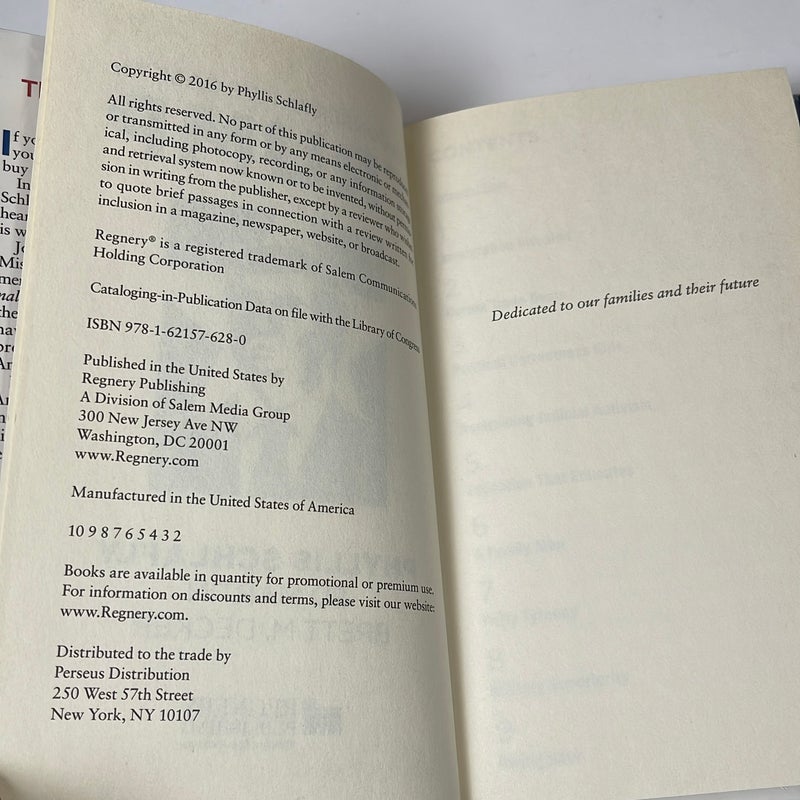 Copyright © 2016 by Phyllis Schlafly
All rights reserved. No part of this publication may be reproduced
or transmitted in any form or by any means electronic or
ical, including photocopy, recording, or any information storage
and retrieval system now known or to be invented, without
sion in writing from the publisher, except by a reviewer who wishes
to quote brief passages in connection with a review written for
inclusion in a magazine, newspaper, website, or broadcast.
Regnery® is a registered trademark of Salem Communications
Holding Corporation
Cataloging-in-Publication Data on file with the Library of Congress
ISBN 978-1-62157-628-0
Published in the United States by
Regnery Publishing
A Division of Salem Media Group
300 New Jersey Ave NW
Washington, DC 20001
www.Regnery.com
Manufactured in the United States of America
10 9 8 7 6 5 4 3 2
Books are available in quantity for promotional or premium use.
For information on discounts and terms, please visit our website:
www.Regnery.com.
Distributed to the trade by
Perseus Distribution
250 West 57th Street
New York, NY 10107
Dedicated to our families and their future